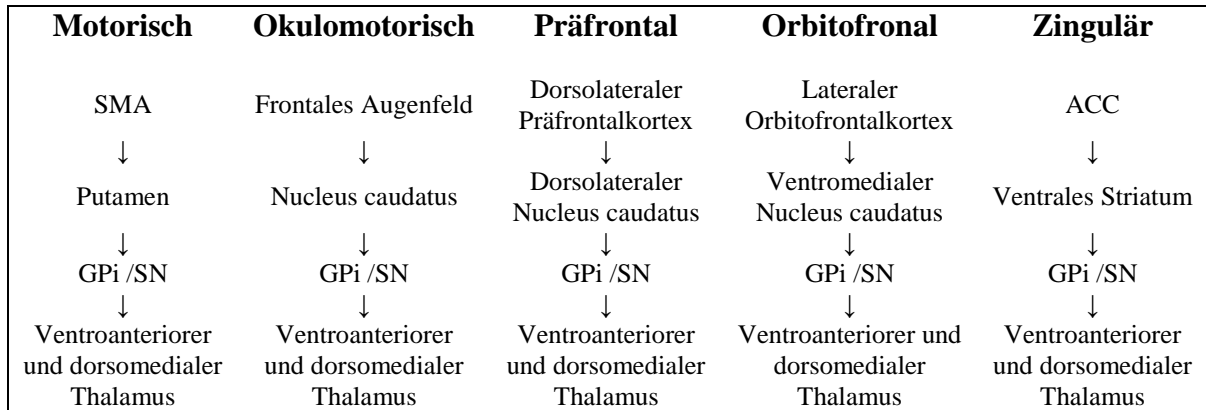 Motorisch Okulomotorisch Präfrontal Orbitofronal Zingulär
SMA Frontales Augenfeld Dorsolateraler Präfrontalkortex Lateraler Orbitofrontalkortex ACC
↓ ↓ ↓ ↓ ↓
Putamen Nucleus caudatus Dorsolateraler Nucleus caudatus Ventromedialer Nucleus caudatus Ventrales Striatum
↓ ↓ ↓ ↓ ↓
GPi /SN GPi /SN GPi /SN GPi /SN GPi /SN
↓ ↓ ↓ ↓ ↓
Ventroanteriorer Ventroanteriorer Ventroanteriorer Ventroanteriorer und Ventroanteriorer
und dorsomedialer und dorsomedialer und dorsomedialer dorsomedialer und dorsomedialer
Thalamus Thalamus Thalamus Thalamus Thalamus